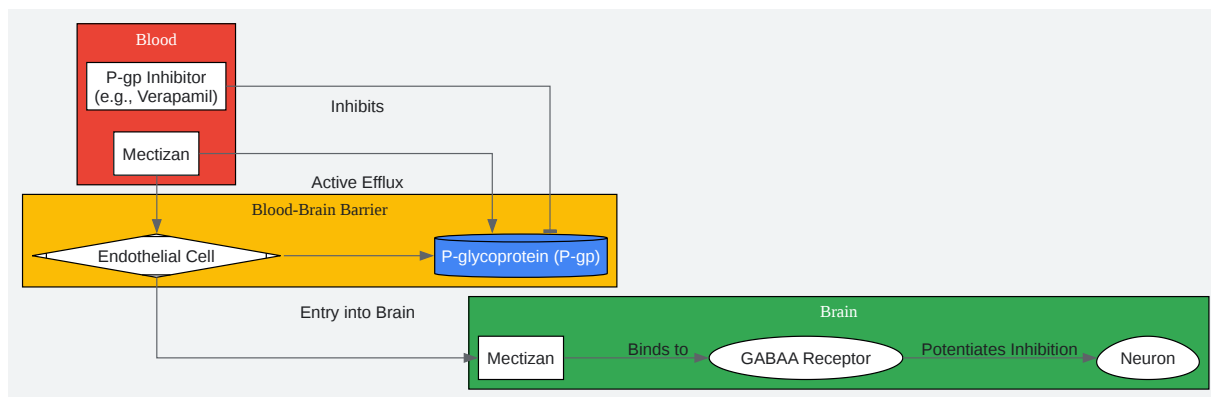 Blood
P-gp Inhibitor
(e.g., Verapamil)
Inhibits
Mectizan
Active Efflux
Blood-Brain Barrier
Endothelial Cell
P-glycoprotein (P-gp)
Entry into Brain
Brain
Mectizan
Binds to
GABAA Receptor
Potentiates Inhibition
Neuron